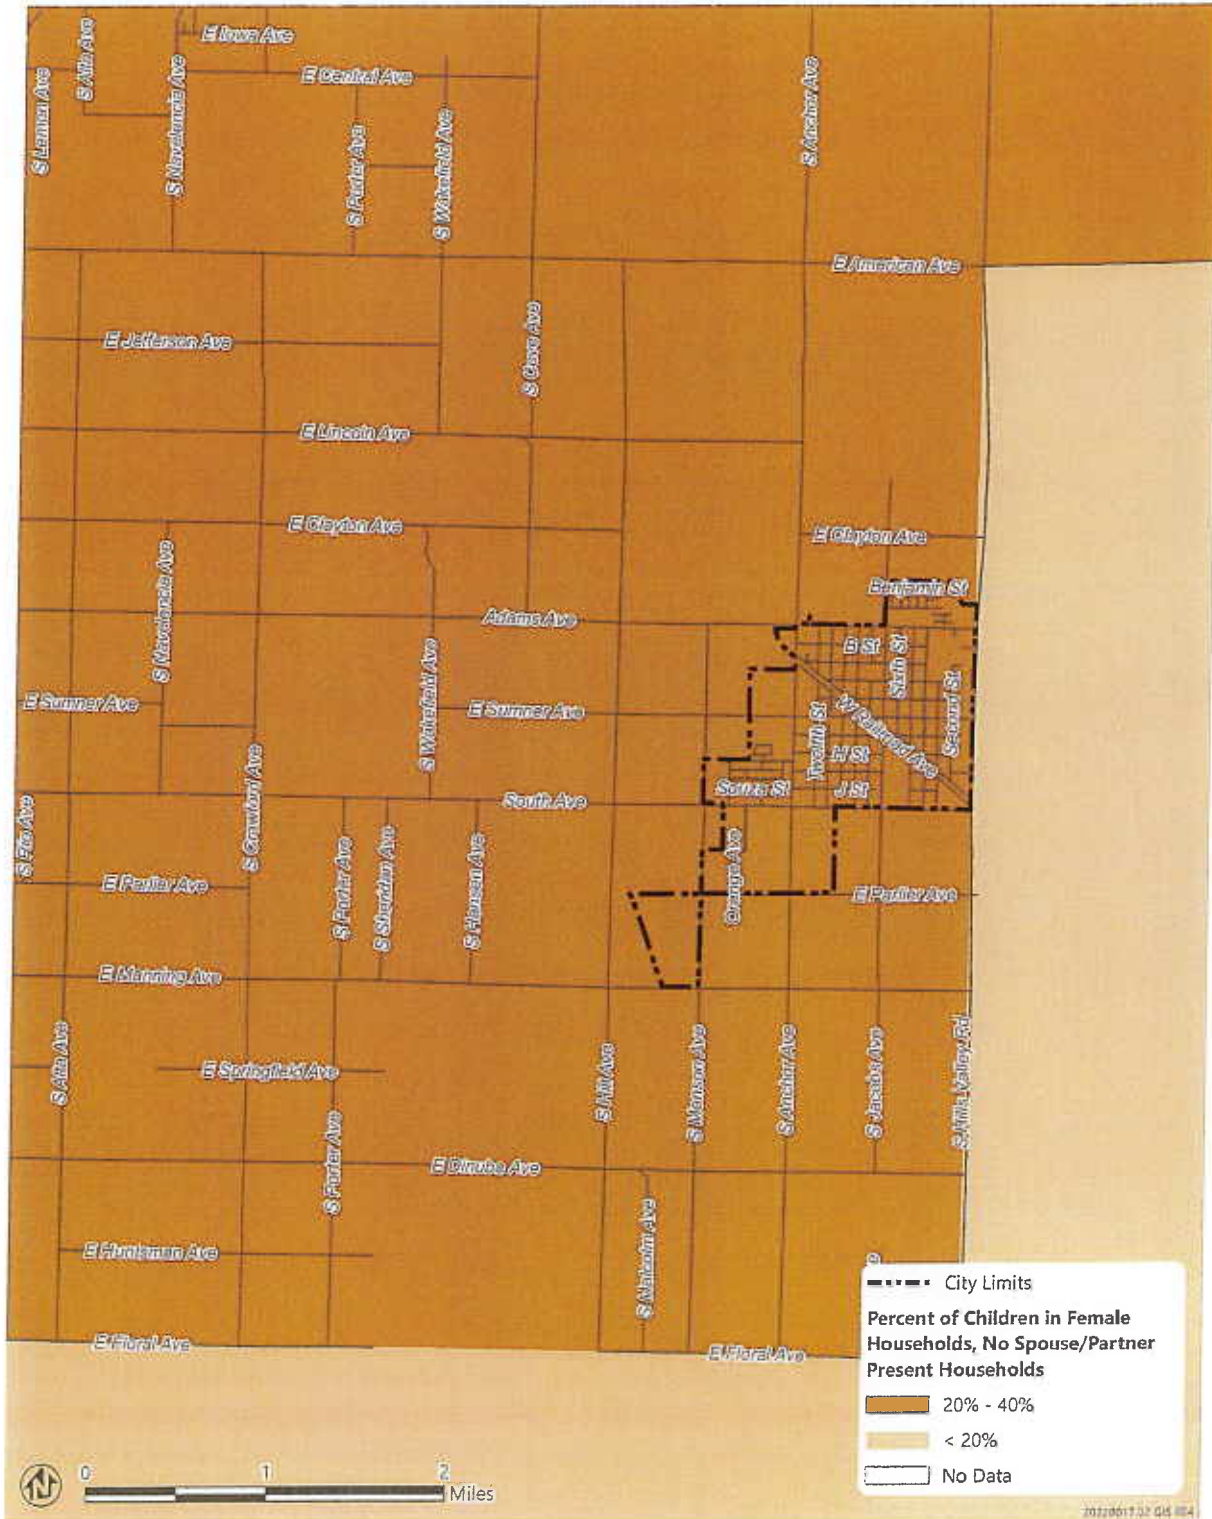 E Iowa Ave
S Alta Ave
E Central Ave
S Lemon Ave
S Navelencia Ave
S Porter Ave
S Wakefield Ave
S Anchor Ave
E American Ave
E Jefferson Ave
S Cove Ave
E Lincoln Ave
E Clayton Ave
E Clayton Ave
S Navelencia Ave
Benjamin St
Adams Ave
B St
Sixth St
S Wakefield Ave
E Sumner Ave
E Sumner Ave
Second St
W Railroad Ave
Twelfth St
H St
S Crawford Ave
South Ave
Souza St
J St
S Rio Ave
E Parlier Ave
S Porter Ave
S Sheridan Ave
S Hansen Ave
Orange Ave
E Parlier Ave
E Manning Ave
S Alta Ave
E Springfield Ave
S Hill Ave
S Monson Ave
S Anchor Ave
S Jacobs Ave
S Hills Valley Rd
S Porter Ave
E Dinuba Ave
E Huntsman Ave
S Malcolm Ave
E Floral Ave
E Floral Ave
City Limits
Percent of Children in Female
Households, No Spouse/Partner
Present Households
20% - 40%
< 20%
No Data
0 1 2
Miles